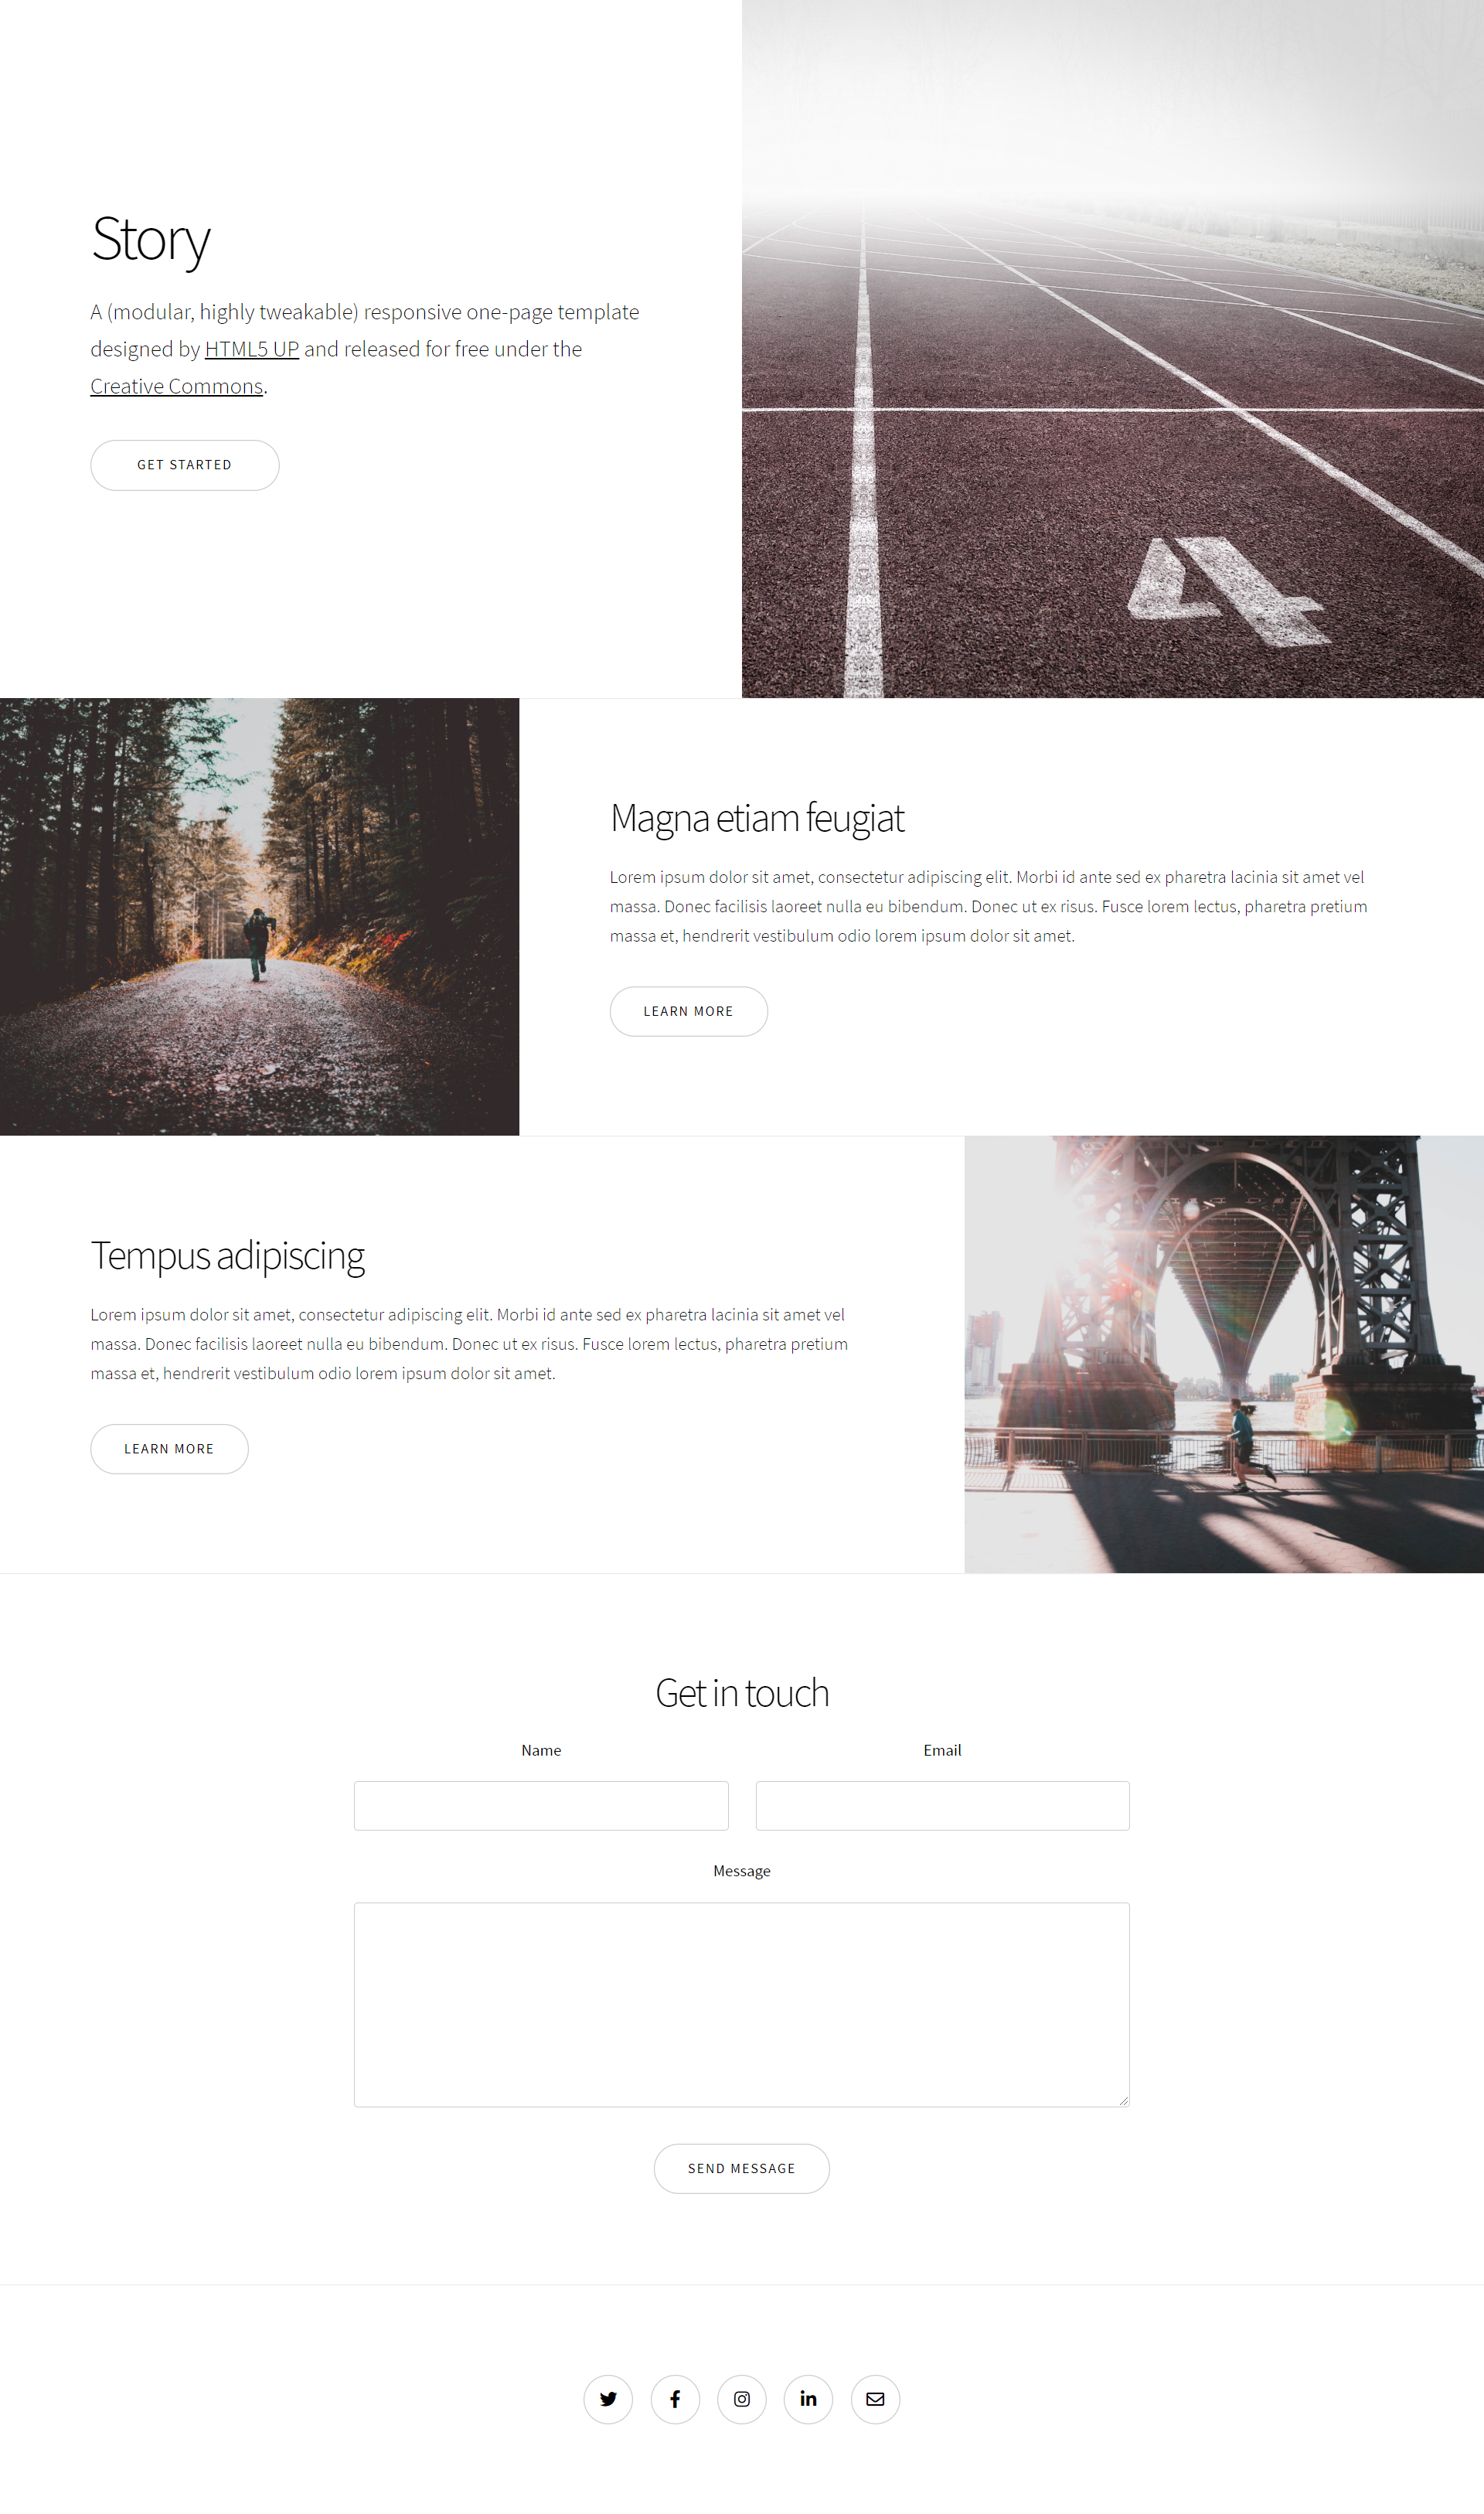 Story
A (modular, highly tweakable) responsive one-page template
designed by HTML5 UP and released for free under the
Creative Commons.
GET STARTED
4
Magna etiam feugiat
Lorem ipsum dolor sit amet, consectetur adipiscing elit. Morbi id ante sed ex pharetra lacinia sit amet vel
massa. Donec facilisis laoreet nulla eu bibendum. Donec ut ex risus. Fusce lorem lectus, pharetra pretium
massa et, hendrerit vestibulum odio lorem ipsum dolor sit amet.
LEARN MORE
Tempus adipiscing
Lorem ipsum dolor sit amet, consectetur adipiscing elit. Morbi id ante sed ex pharetra lacinia sit amet vel
massa. Donec facilisis laoreet nulla eu bibendum. Donec ut ex risus. Fusce lorem lectus, pharetra pretium
massa et, hendrerit vestibulum odio lorem ipsum dolor sit amet.
LEARN MORE
Get in touch
Name
Email
Message
SEND MESSAGE